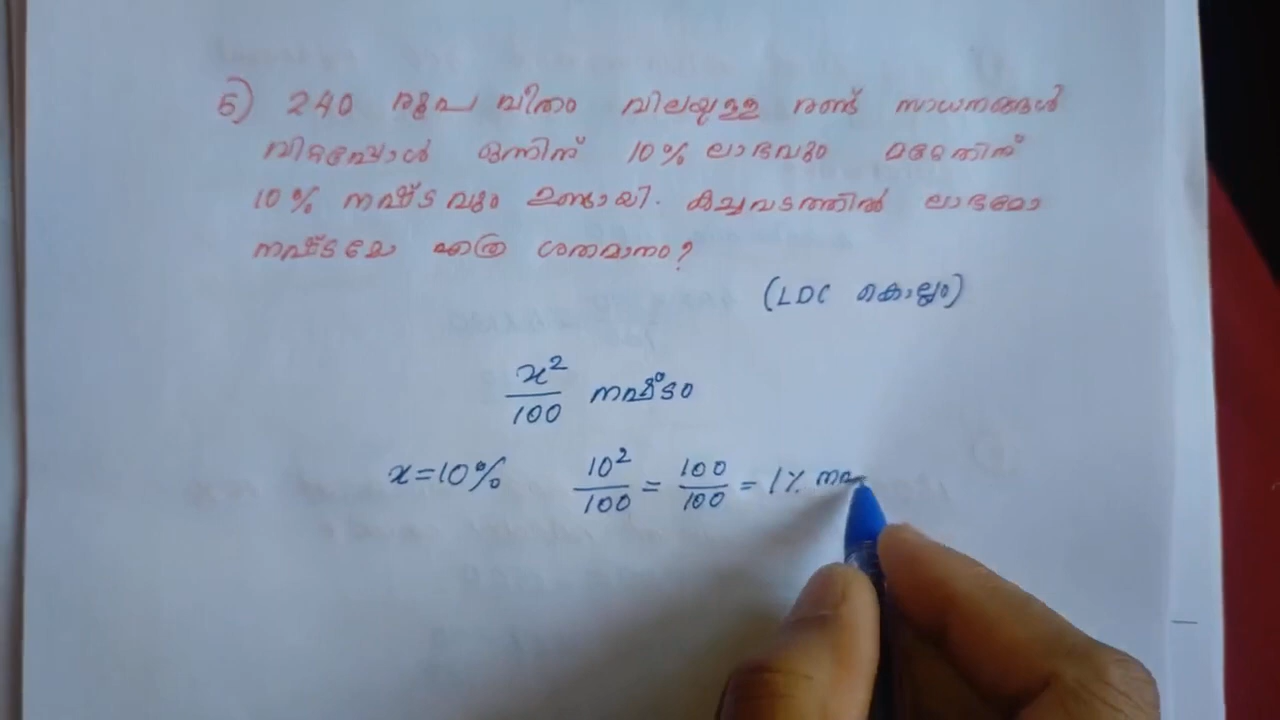 5) 240 രൂപ വീതം വിലയുള്ള രണ്ട് സാധനങ്ങൾ
വിറ്റപ്പോൾ ഒന്നിന് 10% ലാഭവും മറ്റേതിന്
10% നഷ്ടവും ഉണ്ടായി. കച്ചവടത്തിൽ ലാഭമോ
നഷ്ടമോ എത്ര ശതമാനം?
(LDC കൊല്ലം)
x²/100 നഷ്ടം
x=10% 10²/100 = 100/100 = 1%